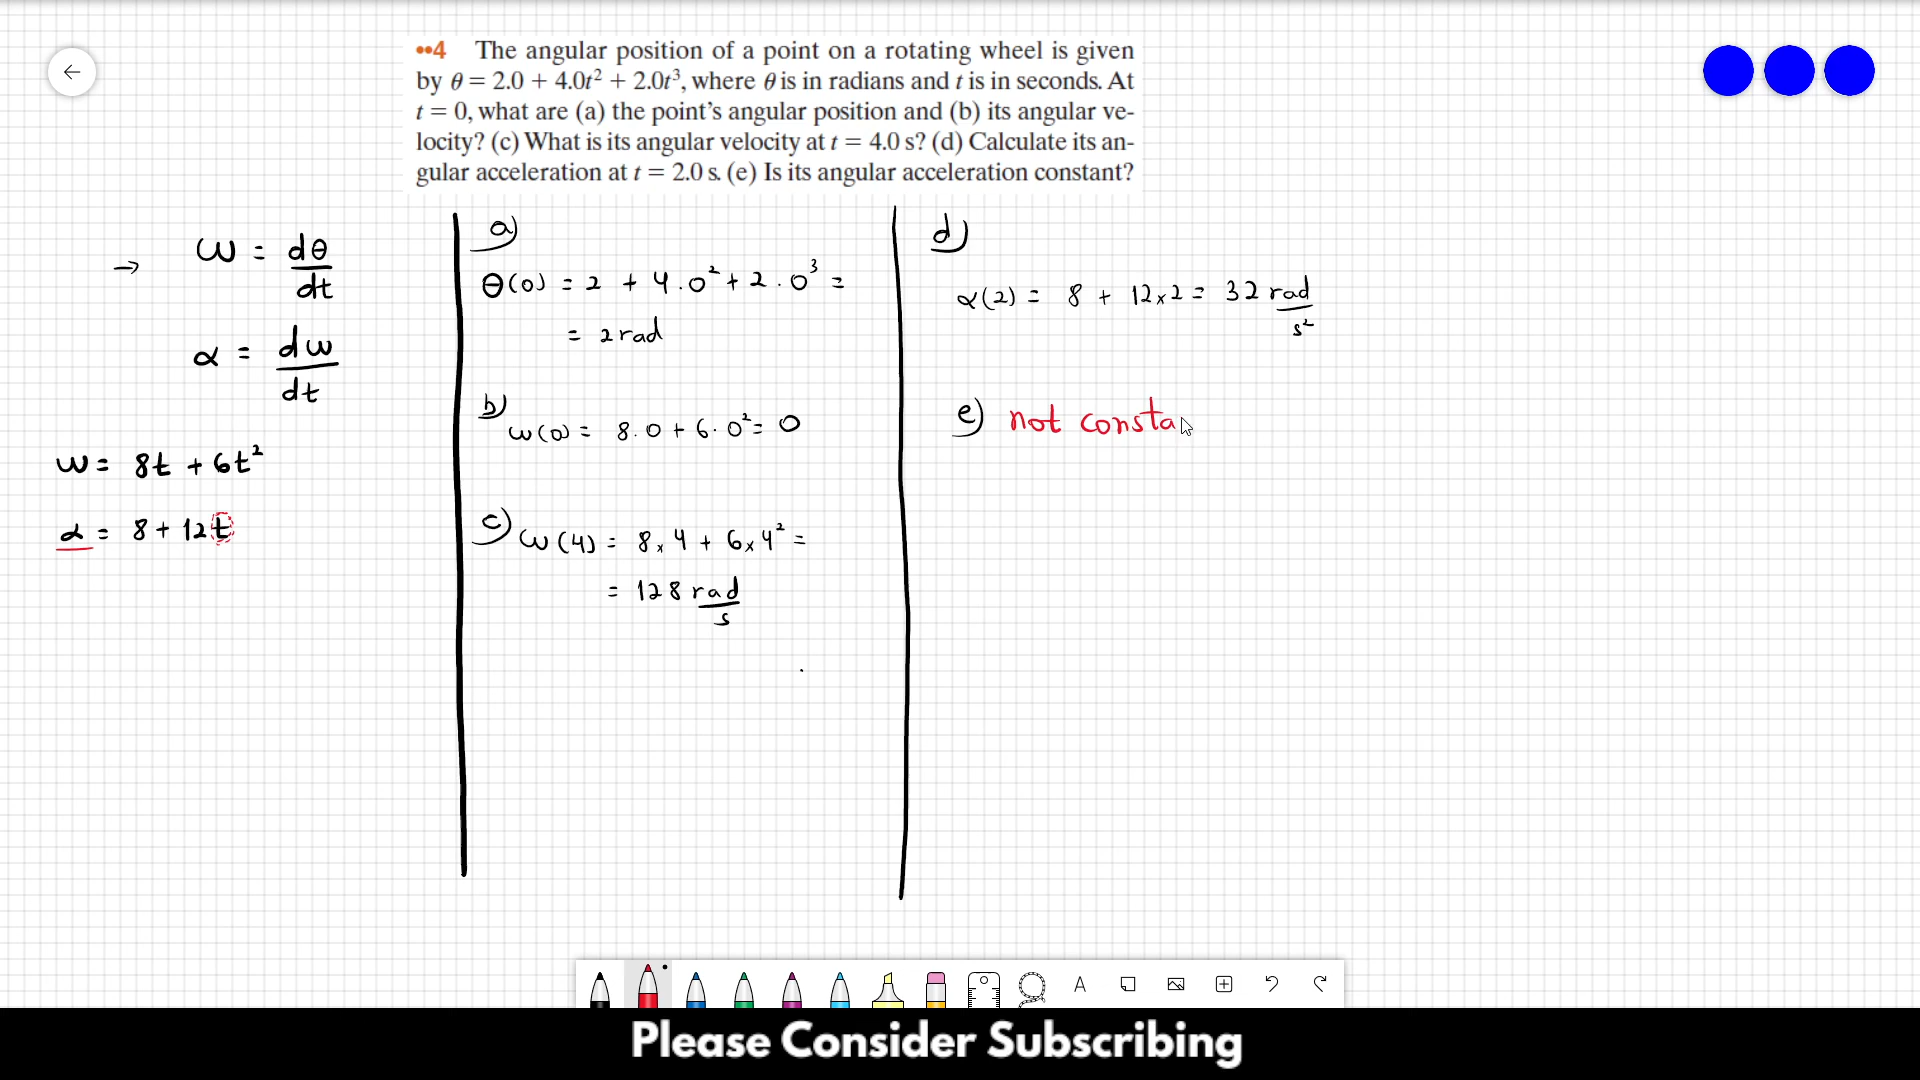 ••4 The angular position of a point on a rotating wheel is given
by θ = 2.0 + 4.0t² + 2.0t³, where θ is in radians and t is in seconds. At
t = 0, what are (a) the point's angular position and (b) its angular ve-
locity? (c) What is its angular velocity at t = 4.0 s? (d) Calculate its an-
gular acceleration at t = 2.0 s. (e) Is its angular acceleration constant?
→ ω = dθ/dt
α = dω/dt
ω = 8t + 6t²
α = 8 + 12t
a)
θ(0) = 2 + 4.0² + 2.0³ =
= 2 rad
b)
ω(0) = 8.0 + 6.0² = 0
c)
ω(4) = 8×4 + 6×4² =
= 128 rad/s
d)
α(2) = 8 + 12×2 = 32 rad/s²
e) not consta
A
Please Consider Subscribing